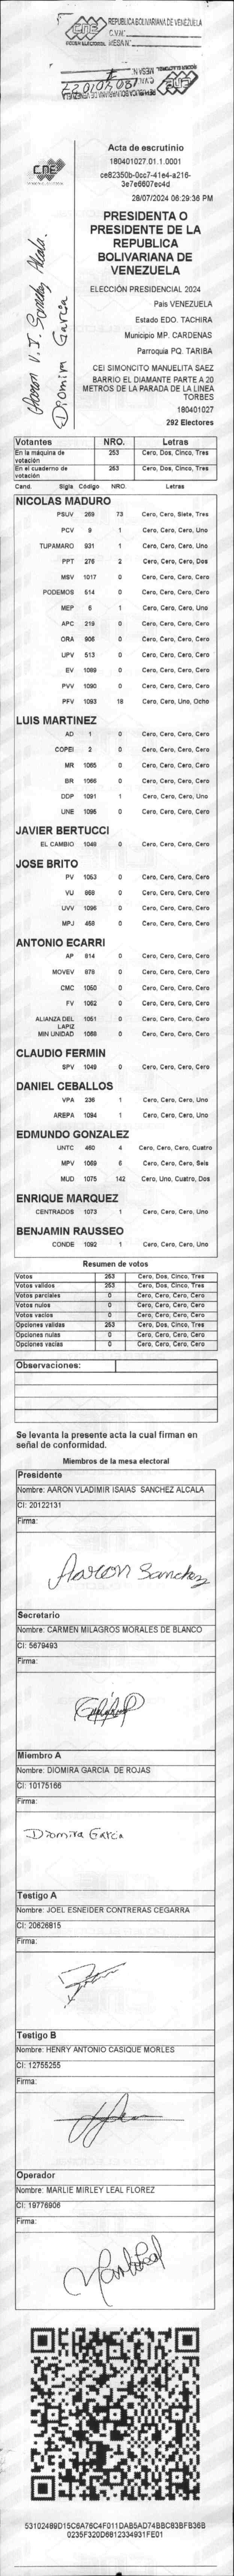 REPUBLICA BOLIVARIANA DE VENEZUELA
C.V.N°.
PODER ELECTORAL MESA N°.
CNE
Acta de escrutinio
180401027.01.1.0001
ce82350b-0cc7-41e4-a216-
3e7e6607ec4d
28/07/2024 06:29:36 PM
PRESIDENTA O
PRESIDENTE DE LA
REPUBLICA
BOLIVARIANA DE
VENEZUELA
ELECCIÓN PRESIDENCIAL 2024
Pais VENEZUELA
Estado EDO. TACHIRA
Municipio MP. CARDENAS
Parroquia PQ. TARIBA
CEI SIMONCITO MANUELITA SAEZ
BARRIO EL DIAMANTE PARTE A 20
METROS DE LA PARADA DE LA LINEA
TORBES
180401027
292 Electores
Aaron V. I. Sanchez Alcala.
Diomira Garcia
Votantes NRO. Letras
En la máquina de votación 253 Cero, Dos, Cinco, Tres
En el cuaderno de votación 253 Cero, Dos, Cinco, Tres
Cand. Sigla Código NRO. Letras
NICOLAS MADURO
PSUV 269 73 Cero, Cero, Siete, Tres
PCV 9 1 Cero, Cero, Cero, Uno
TUPAMARO 931 1 Cero, Cero, Cero, Uno
PPT 276 2 Cero, Cero, Cero, Dos
MSV 1017 0 Cero, Cero, Cero, Cero
PODEMOS 514 0 Cero, Cero, Cero, Cero
MEP 6 1 Cero, Cero, Cero, Uno
APC 219 0 Cero, Cero, Cero, Cero
ORA 906 0 Cero, Cero, Cero, Cero
UPV 513 0 Cero, Cero, Cero, Cero
EV 1089 0 Cero, Cero, Cero, Cero
PVV 1090 0 Cero, Cero, Cero, Cero
PFV 1093 18 Cero, Cero, Uno, Ocho
LUIS MARTINEZ
AD 1 0 Cero, Cero, Cero, Cero
COPEI 2 0 Cero, Cero, Cero, Cero
MR 1065 0 Cero, Cero, Cero, Cero
BR 1066 0 Cero, Cero, Cero, Cero
DDP 1091 1 Cero, Cero, Cero, Uno
UNE 1095 0 Cero, Cero, Cero, Cero
JAVIER BERTUCCI
EL CAMBIO 1048 0 Cero, Cero, Cero, Cero
JOSE BRITO
PV 1053 0 Cero, Cero, Cero, Cero
VU 868 0 Cero, Cero, Cero, Cero
UVV 1096 0 Cero, Cero, Cero, Cero
MPJ 458 0 Cero, Cero, Cero, Cero
ANTONIO ECARRI
AP 814 0 Cero, Cero, Cero, Cero
MOVEV 878 0 Cero, Cero, Cero, Cero
CMC 1050 0 Cero, Cero, Cero, Cero
FV 1062 0 Cero, Cero, Cero, Cero
ALIANZA DEL LAPIZ 1051 0 Cero, Cero, Cero, Cero
MIN UNIDAD 1068 0 Cero, Cero, Cero, Cero
CLAUDIO FERMIN
SPV 1049 0 Cero, Cero, Cero, Cero
DANIEL CEBALLOS
VPA 236 1 Cero, Cero, Cero, Uno
AREPA 1094 1 Cero, Cero, Cero, Uno
EDMUNDO GONZALEZ
UNTC 460 4 Cero, Cero, Cero, Cuatro
MPV 1069 6 Cero, Cero, Cero, Seis
MUD 1075 142 Cero, Uno, Cuatro, Dos
ENRIQUE MARQUEZ
CENTRADOS 1073 1 Cero, Cero, Cero, Uno
BENJAMIN RAUSSEO
CONDE 1092 1 Cero, Cero, Cero, Uno
Resumen de votos
Votos 253 Cero, Dos, Cinco, Tres
Votos validos 253 Cero, Dos, Cinco, Tres
Votos parciales 0 Cero, Cero, Cero, Cero
Votos nulos 0 Cero, Cero, Cero, Cero
Votos vacios 0 Cero, Cero, Cero, Cero
Opciones validas 253 Cero, Dos, Cinco, Tres
Opciones nulas 0 Cero, Cero, Cero, Cero
Opciones vacias 0 Cero, Cero, Cero, Cero
Observaciones:
Se levanta la presente acta la cual firman en
señal de conformidad.
Miembros de la mesa electoral
Presidente
Nombre: AARON VLADIMIR ISAIAS SANCHEZ ALCALA
CI: 20122131
Firma:
Aaron Sanchez
Secretario
Nombre: CARMEN MILAGROS MORALES DE BLANCO
CI: 5679493
Firma:
Miembro A
Nombre: DIOMIRA GARCIA DE ROJAS
CI: 10175166
Firma:
Diomira Garcia
Testigo A
Nombre: JOEL ESNEIDER CONTRERAS CEGARRA
CI: 20626815
Firma:
Testigo B
Nombre: HENRY ANTONIO CASIQUE MORLES
CI: 12755255
Firma:
Operador
Nombre: MARLIE MIRLEY LEAL FLOREZ
CI: 19776906
Firma:
53102489D15C6A76C4F011DAB5AD74BBC83BFB36B
0235F320D6812334931FE01